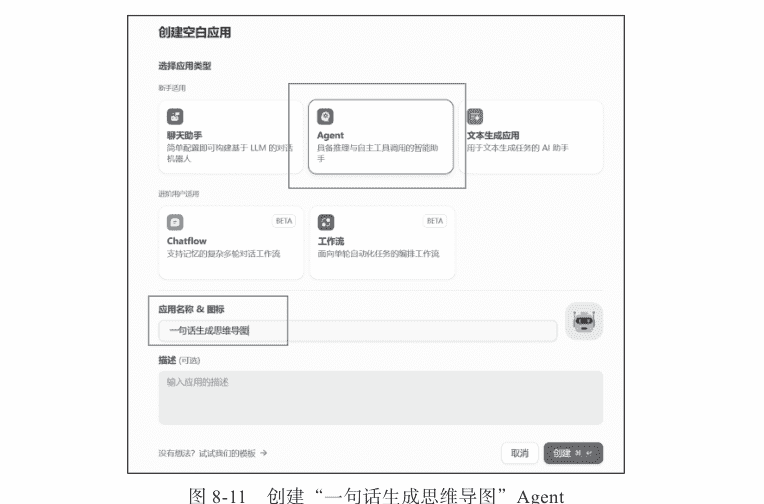 创建空白应用
选择应用类型
新手适用
聊天助手
简单配置即可构建基于 LLM 的对话
机器人
Agent
具备推理与自主工具调用的智能助
手
文本生成应用
用于文本生成任务的 AI 助手
进阶用户适用
Chatflow
BETA
支持记忆的复杂多轮对话工作流
工作流
BETA
面向单轮自动化任务的编排工作流
应用名称 & 图标
一句话生成思维导图
描述 (可选)
输入应用的描述
没有想法？试试我们的模板 →
取消
创建 ⌘ ↵
图 8-11 创建“一句话生成思维导图”Agent